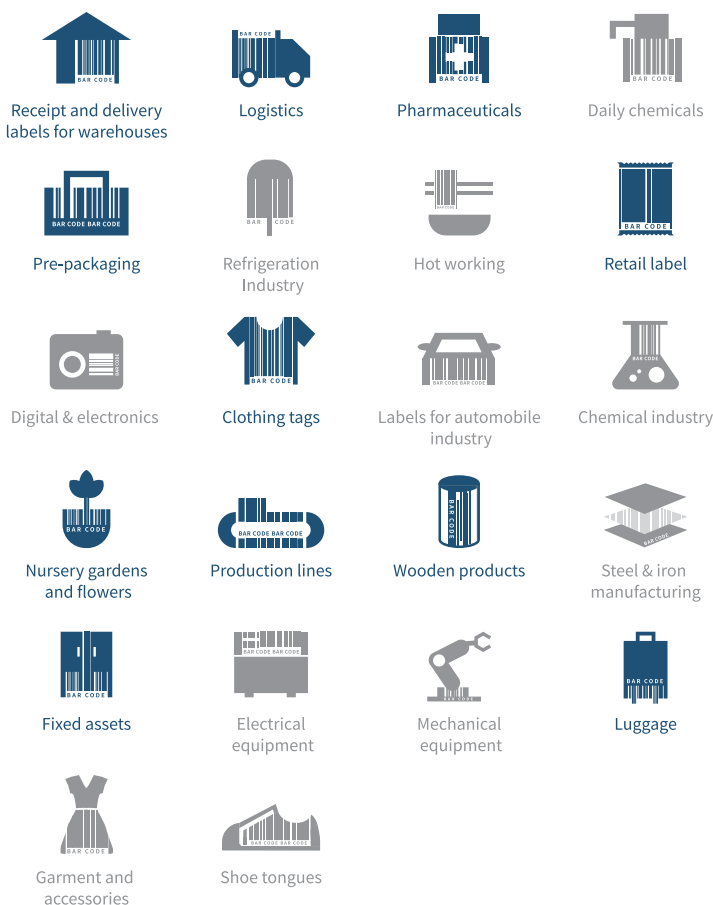 BAR CODE
Receipt and delivery
labels for warehouses
BAR CODE
Logistics
BAR CODE
Pharmaceuticals
BAR CODE
Daily chemicals
BAR CODE BAR CODE
Pre-packaging
BAR CODE
Refrigeration
Industry
BAR CODE
Hot working
BAR CODE
Retail label
BAR CODE
Digital & electronics
BAR CODE
Clothing tags
BAR CODE BAR CODE
Labels for automobile
industry
BAR CODE
Chemical industry
BAR CODE
Nursery gardens
and flowers
BAR CODE BAR CODE
Production lines
BAR CODE
Wooden products
BAR CODE
Steel & iron
manufacturing
BAR CODE
Fixed assets
BAR CODE BAR CODE
Electrical
equipment
BAR CODE
Mechanical
equipment
BAR CODE
Luggage
BAR CODE
Garment and
accessories
BAR CODE BAR CODE
Shoe tongues